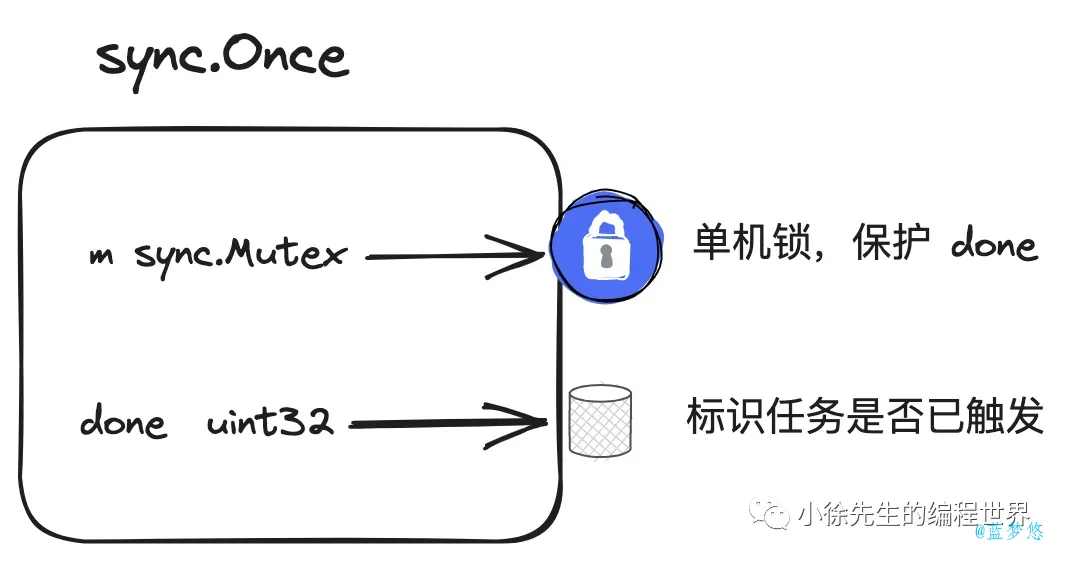 sync.Once
m sync.Mutex
单机锁，保护 done
done uint32
标识任务是否已触发
小徐先生的编程世界
@蓝梦悠